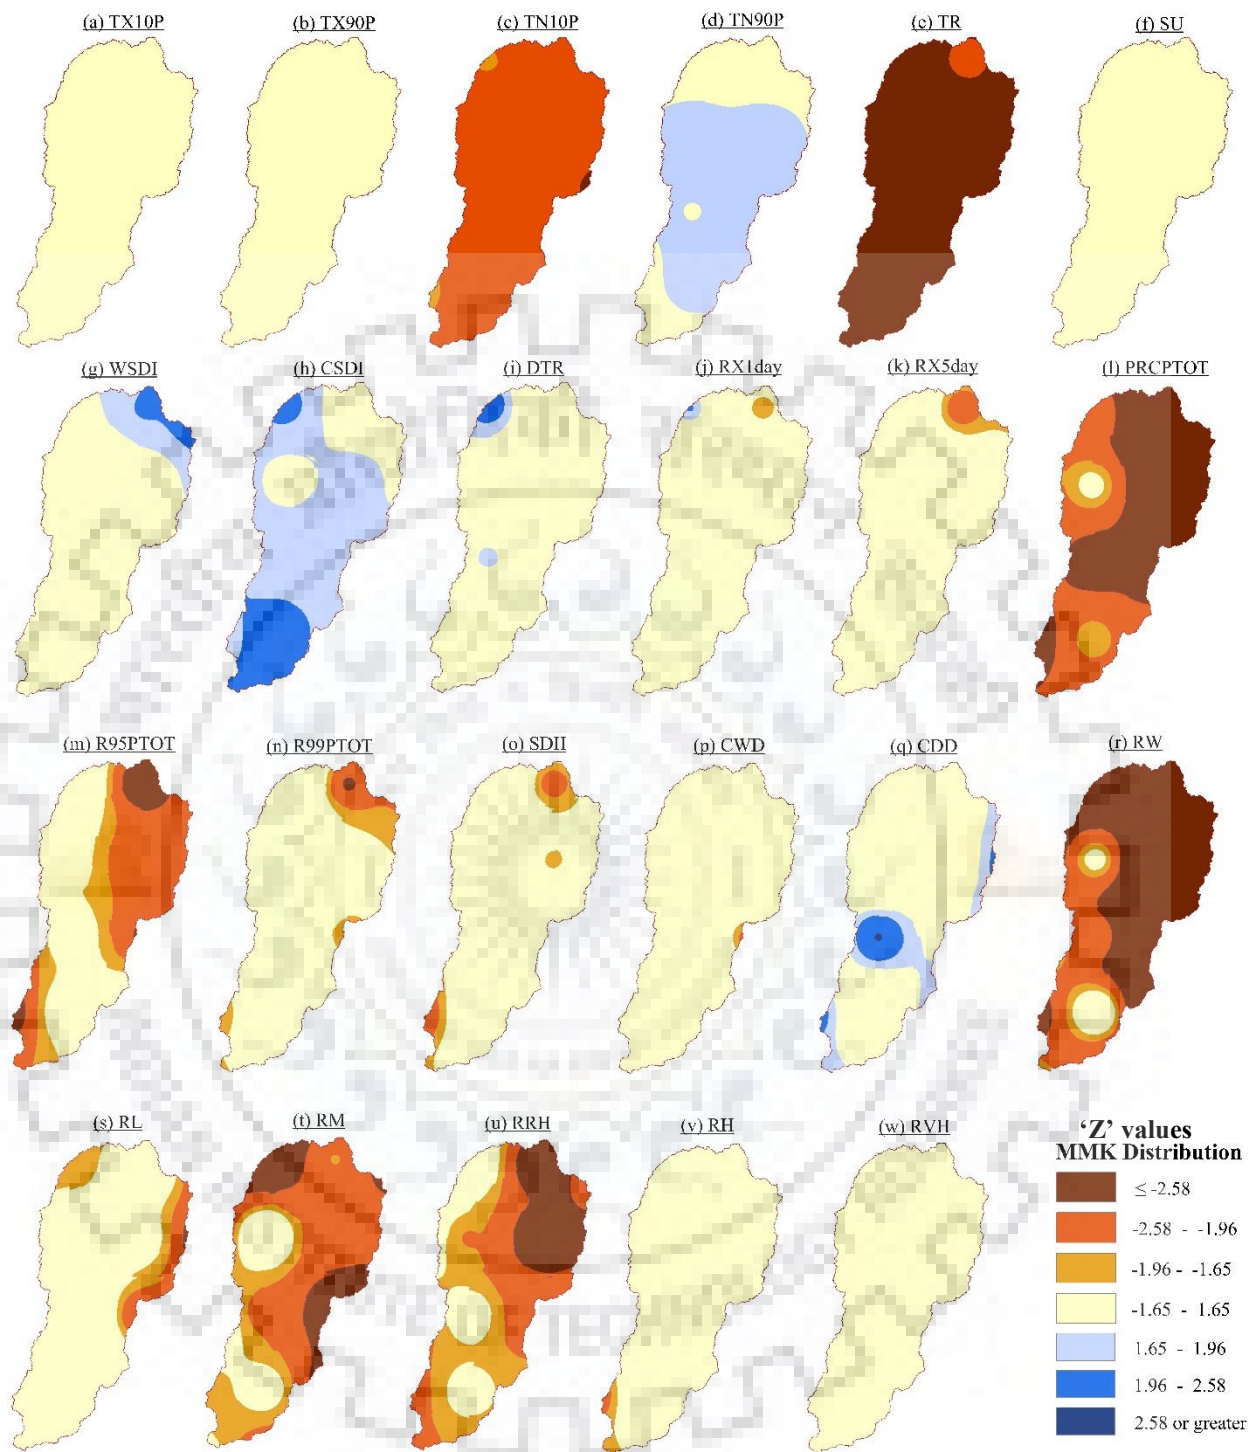 (a) TX10P
(b) TX90P
(c) TN10P
(d) TN90P
(e) TR
(f) SU
(g) WSDI
(h) CSDI
(i) DTR
(j) RX1day
(k) RX5day
(l) PRCPTOT
(m) R95PTOT
(n) R99PTOT
(o) SDII
(p) CWD
(q) CDD
(r) RW
(s) RL
(t) RM
(u) RRH
(v) RH
(w) RVH
‘Z’ values
MMK Distribution
≤ -2.58
-2.58 - -1.96
-1.96 - -1.65
-1.65 - 1.65
1.65 - 1.96
1.96 - 2.58
2.58 or greater